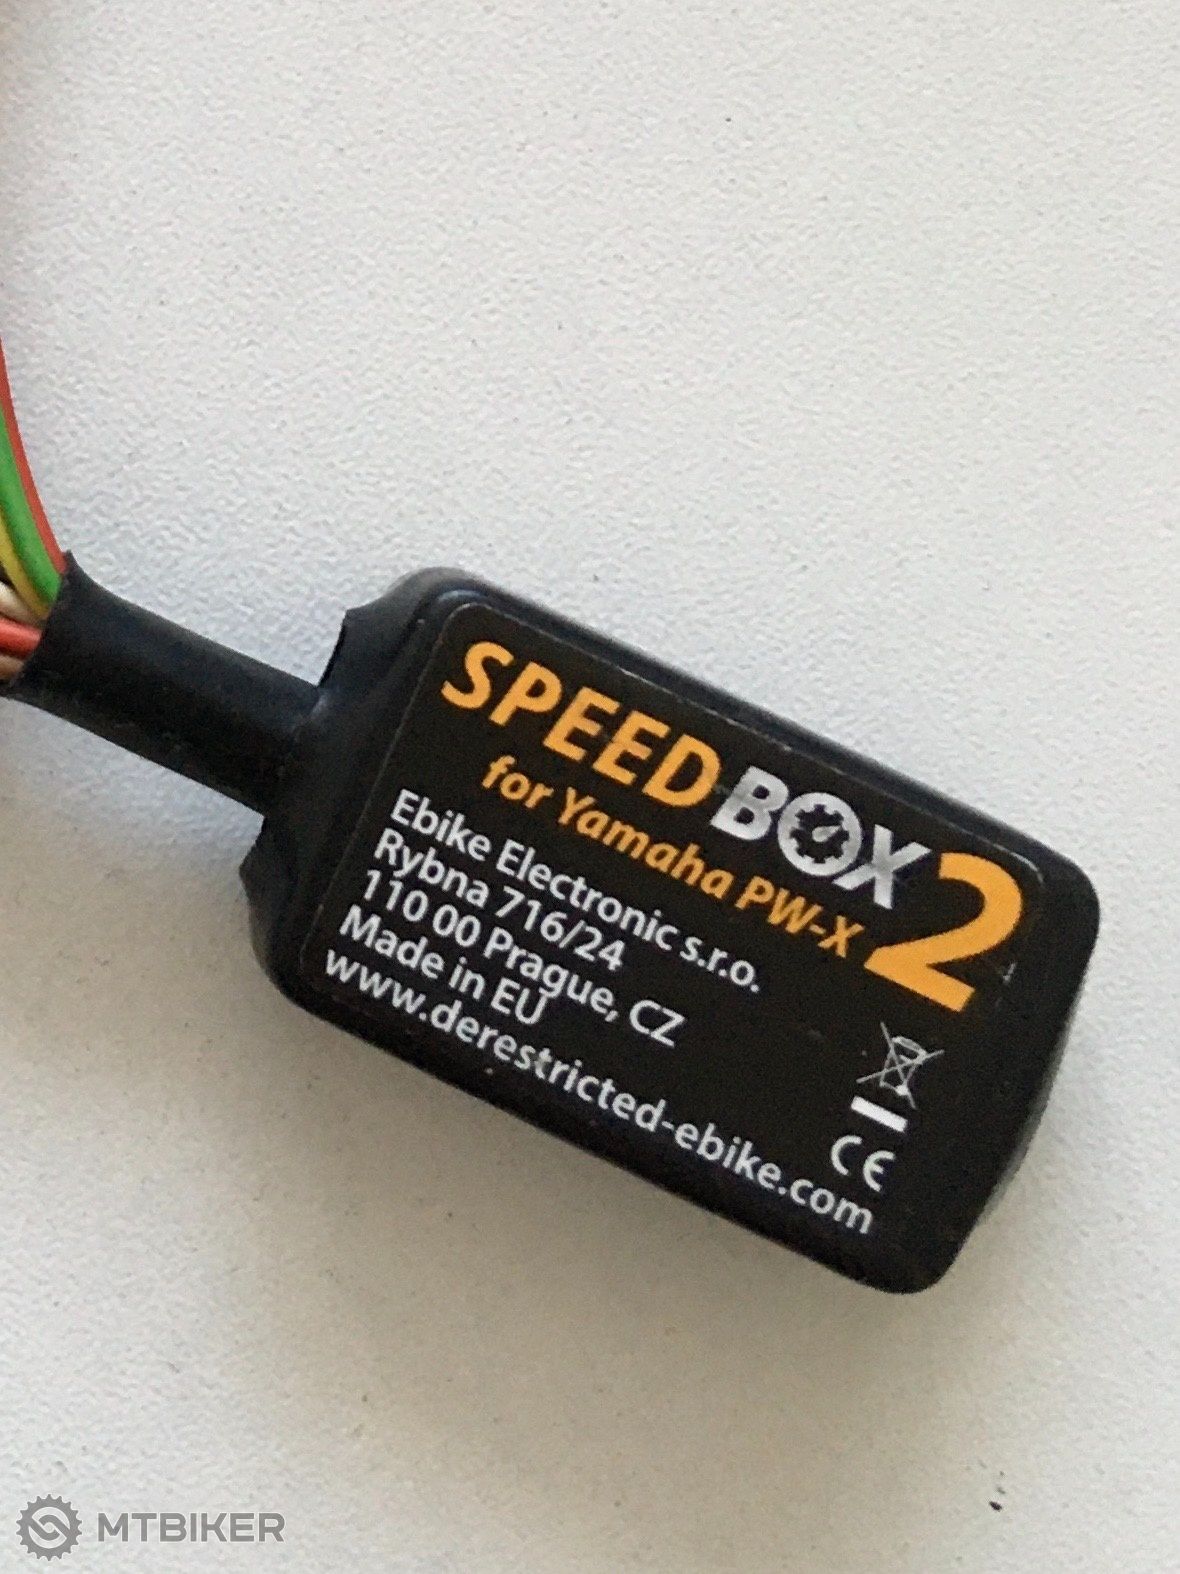 SPEEDBOX 2
for Yamaha PW-X
Ebike Electronic s.r.o.
Rybna 716/24
110 00 Prague, CZ
Made in EU
www.derestricted-ebike.com
CE
MTBIKER